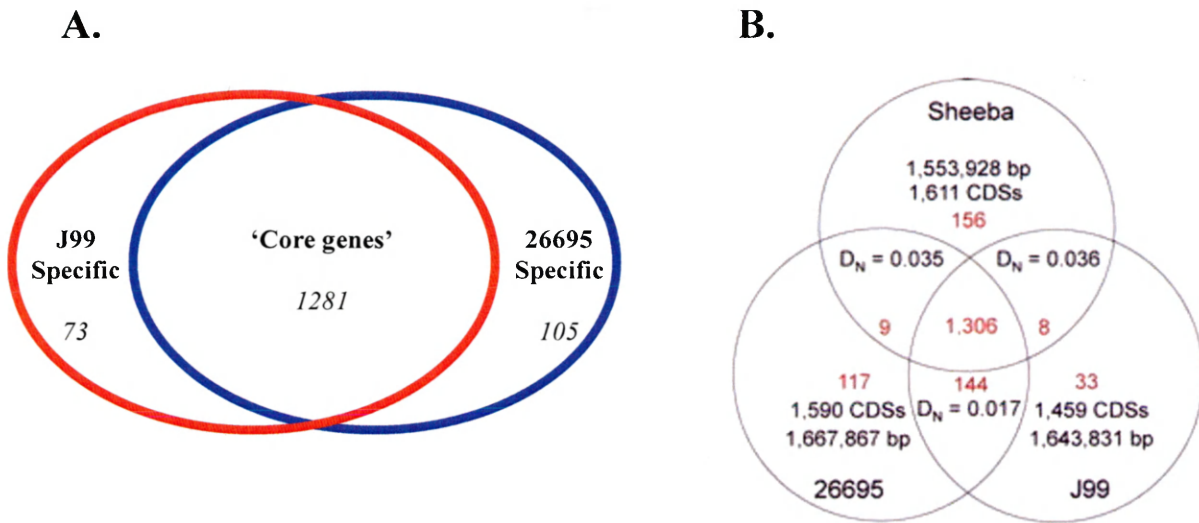 A.
J99
Specific
73
'Core genes'
1281
26695
Specific
105
B.
Sheeba
1,553,928 bp
1,611 CDSs
156
D_N = 0.035
D_N = 0.036
9
1,306
8
117
1,590 CDSs
1,667,867 bp
144
D_N = 0.017
33
1,459 CDSs
1,643,831 bp
26695
J99